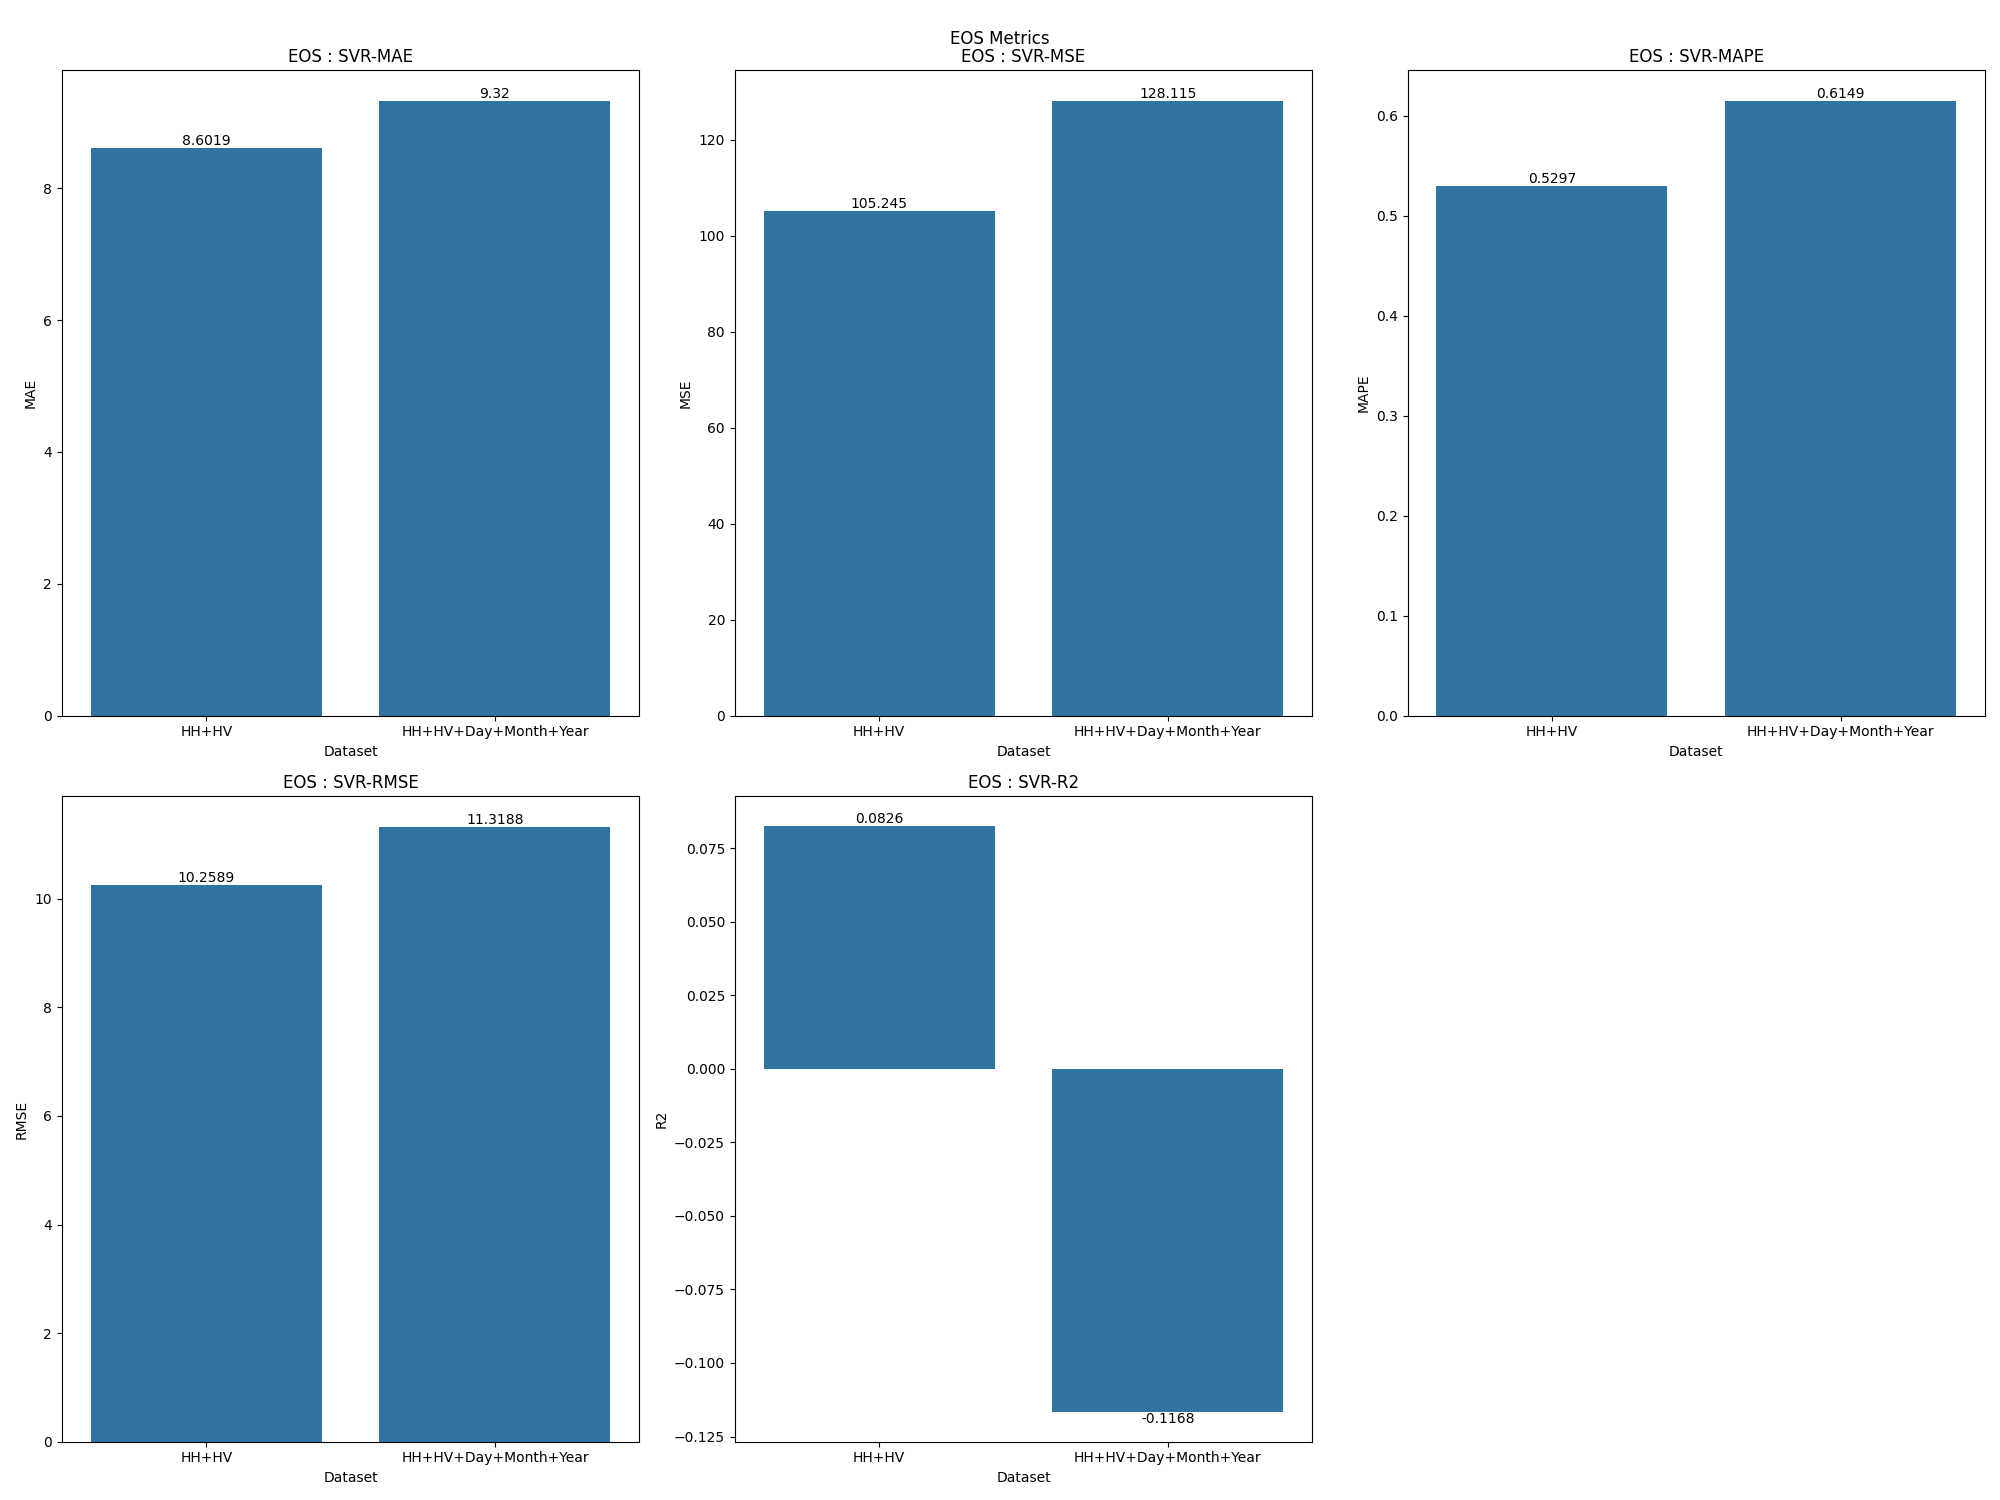 EOS Metrics
EOS : SVR-MAE
9.32
8.6019
8
6
4
2
0
MAE
HH+HV
HH+HV+Day+Month+Year
Dataset
EOS : SVR-MSE
128.115
105.245
120
100
80
60
40
20
0
MSE
HH+HV
HH+HV+Day+Month+Year
Dataset
EOS : SVR-MAPE
0.6149
0.5297
0.6
0.5
0.4
0.3
0.2
0.1
0.0
MAPE
HH+HV
HH+HV+Day+Month+Year
Dataset
EOS : SVR-RMSE
11.3188
10.2589
10
8
6
4
2
0
RMSE
HH+HV
HH+HV+Day+Month+Year
Dataset
EOS : SVR-R2
0.0826
0.075
0.050
0.025
0.000
−0.025
−0.050
−0.075
−0.100
−0.125
-0.1168
R2
HH+HV
HH+HV+Day+Month+Year
Dataset